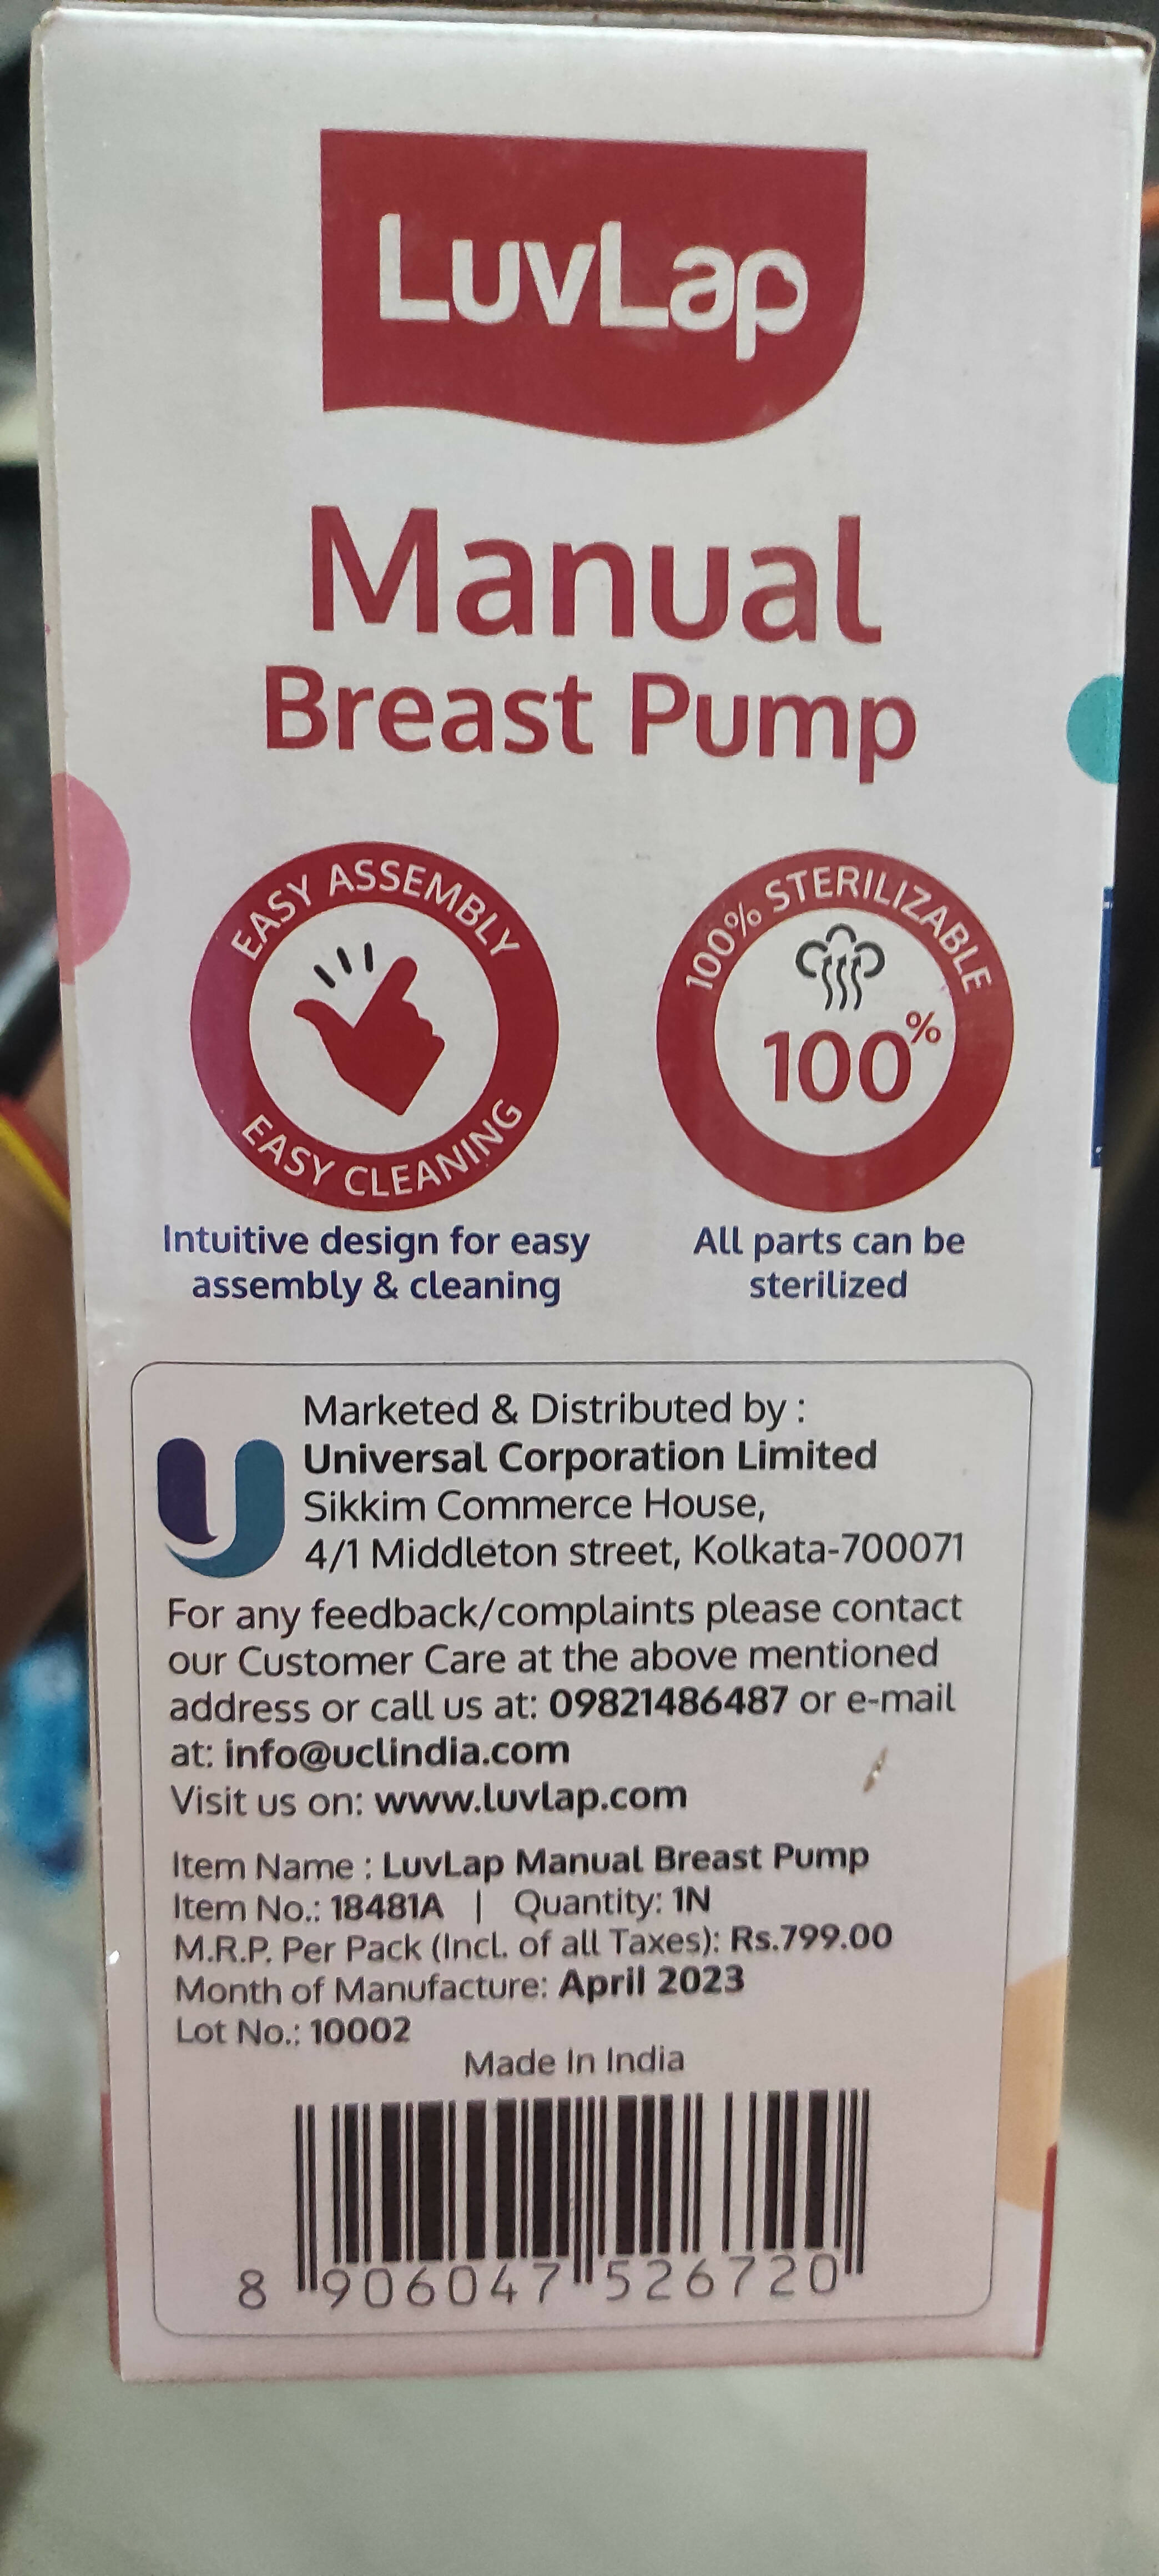 LuvLap
Manual
Breast Pump
EASY ASSEMBLY
EASY CLEANING
100% STERILIZABLE
100%
Intuitive design for easy
assembly & cleaning
All parts can be
sterilized
Marketed & Distributed by :
Universal Corporation Limited
Sikkim Commerce House,
4/1 Middleton street, Kolkata-700071
For any feedback/complaints please contact
our Customer Care at the above mentioned
address or call us at: 09821486487 or e-mail
at: info@uclindia.com
Visit us on: www.luvlap.com
Item Name : LuvLap Manual Breast Pump
Item No.: 18481A | Quantity: 1N
M.R.P. Per Pack (Incl. of all Taxes): Rs.799.00
Month of Manufacture: April 2023
Lot No.: 10002
Made In India
8 906047 526720